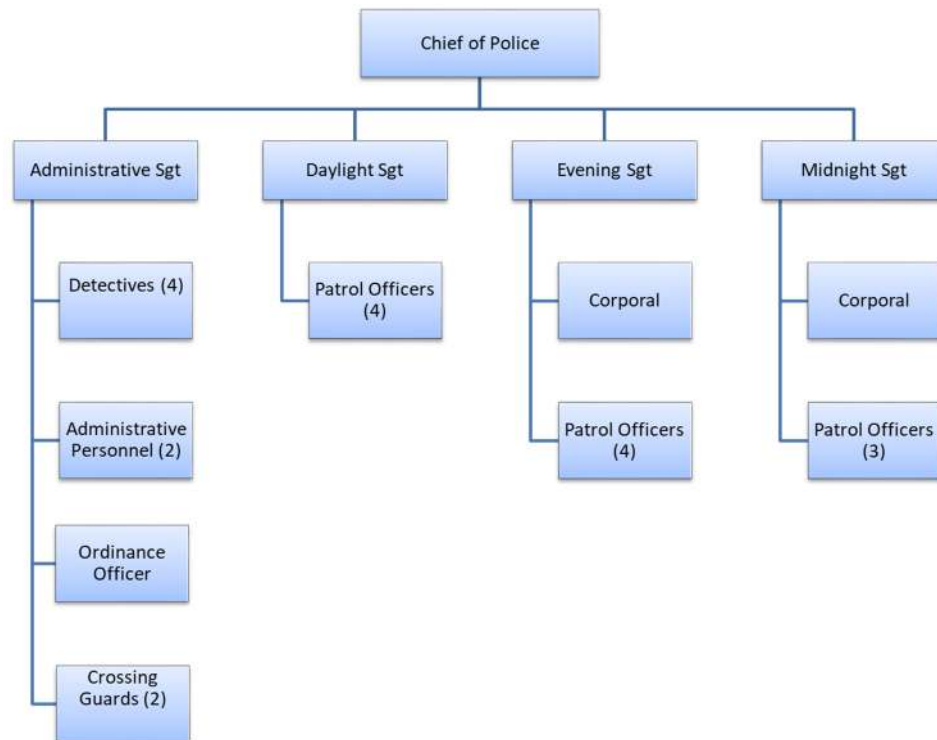 Chief of Police
Administrative Sgt
Daylight Sgt
Evening Sgt
Midnight Sgt
Detectives (4)
Patrol Officers
(4)
Corporal
Corporal
Administrative
Personnel (2)
Patrol Officers
(4)
Patrol Officers
(3)
Ordinance
Officer
Crossing
Guards (2)